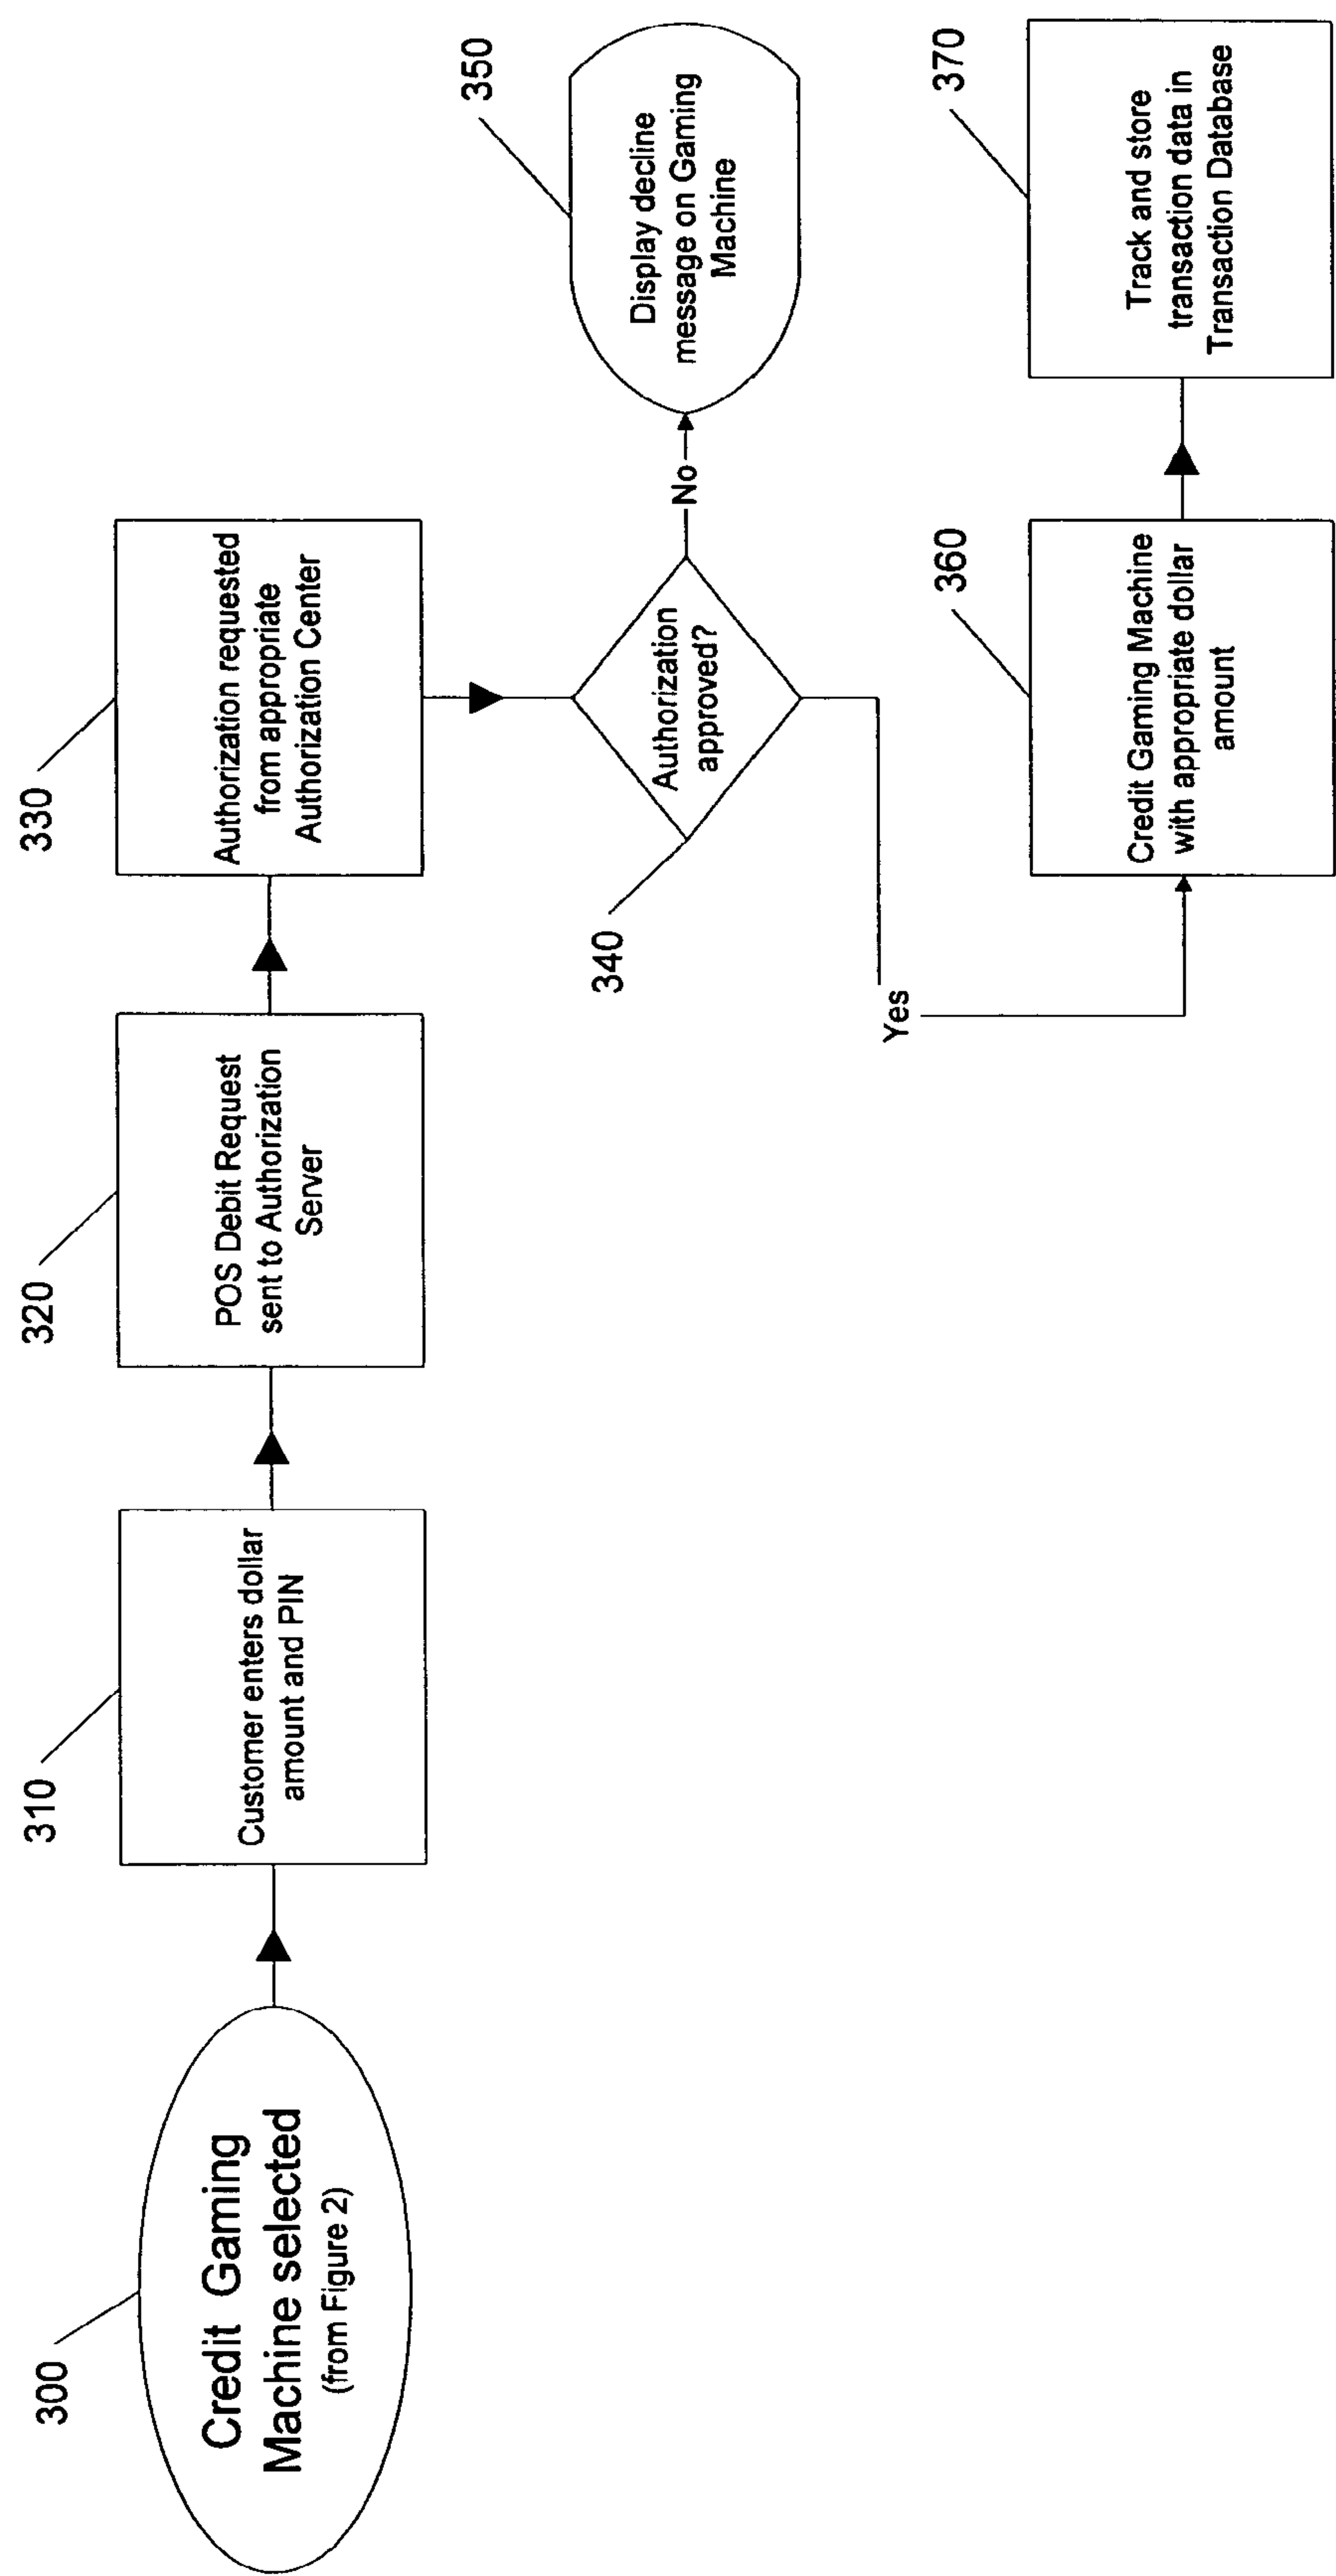 300
Credit Gaming
Machine selected
(from Figure 2)
310
Customer enters dollar
amount and PIN
320
POS Debit Request
sent to Authorization
Server
330
Authorization requested
from appropriate
Authorization Center
340
Authorization
approved?
No
350
Display decline
message on Gaming
Machine
Yes
360
Credit Gaming Machine
with appropriate dollar
amount
370
Track and store
transaction data in
Transaction Database